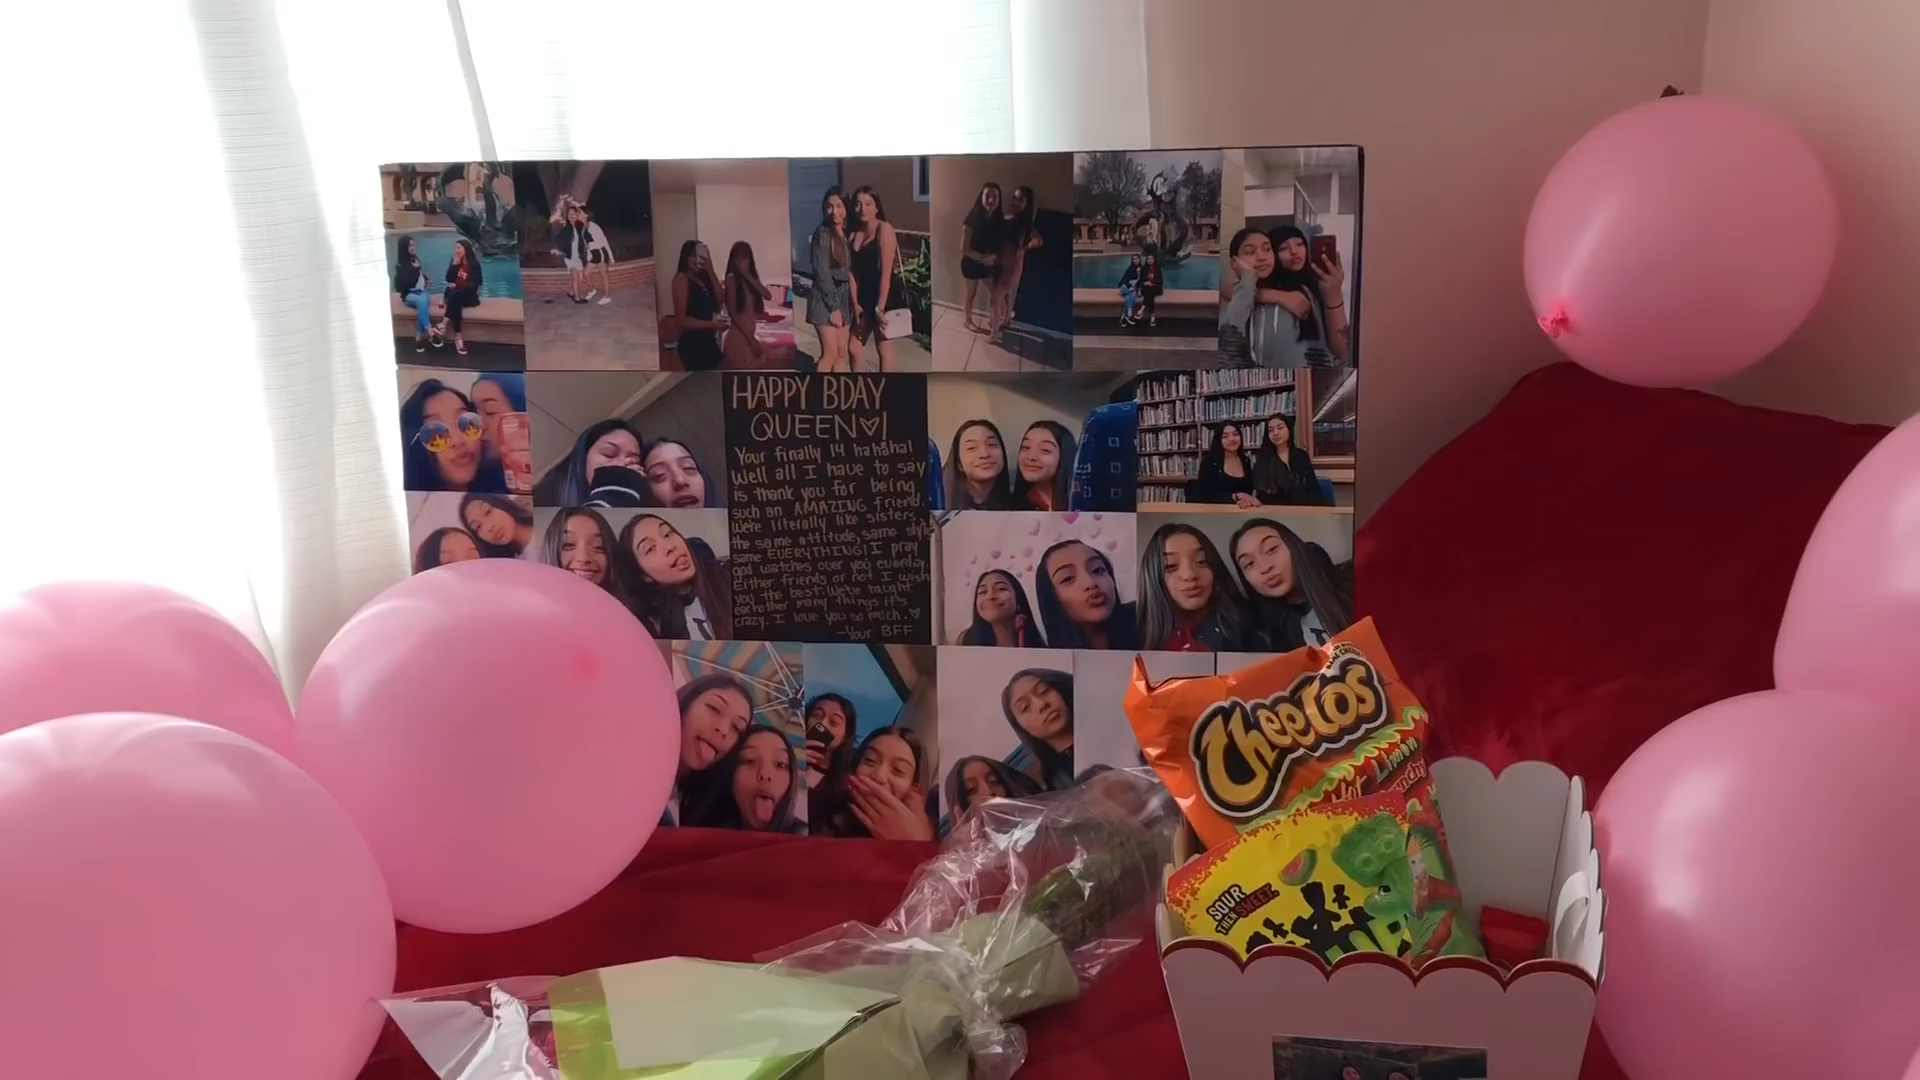 HAPPY BDAY
QUEEN♡!
Your finally 14 hahaha!
Well all I have to say
is thank you for being
such an AMAZING friend.
We're literally like sisters,
the same attitude, same style
same EVERYTHING! I pray
god watches over you everday.
Either friends or not I wish
you the best. We've taught
eachother many things it's
crazy. I love you so much.♡
-Your BFF
Cheetos
Hot Limon
Crunchy
SOUR
THEN SWEET.